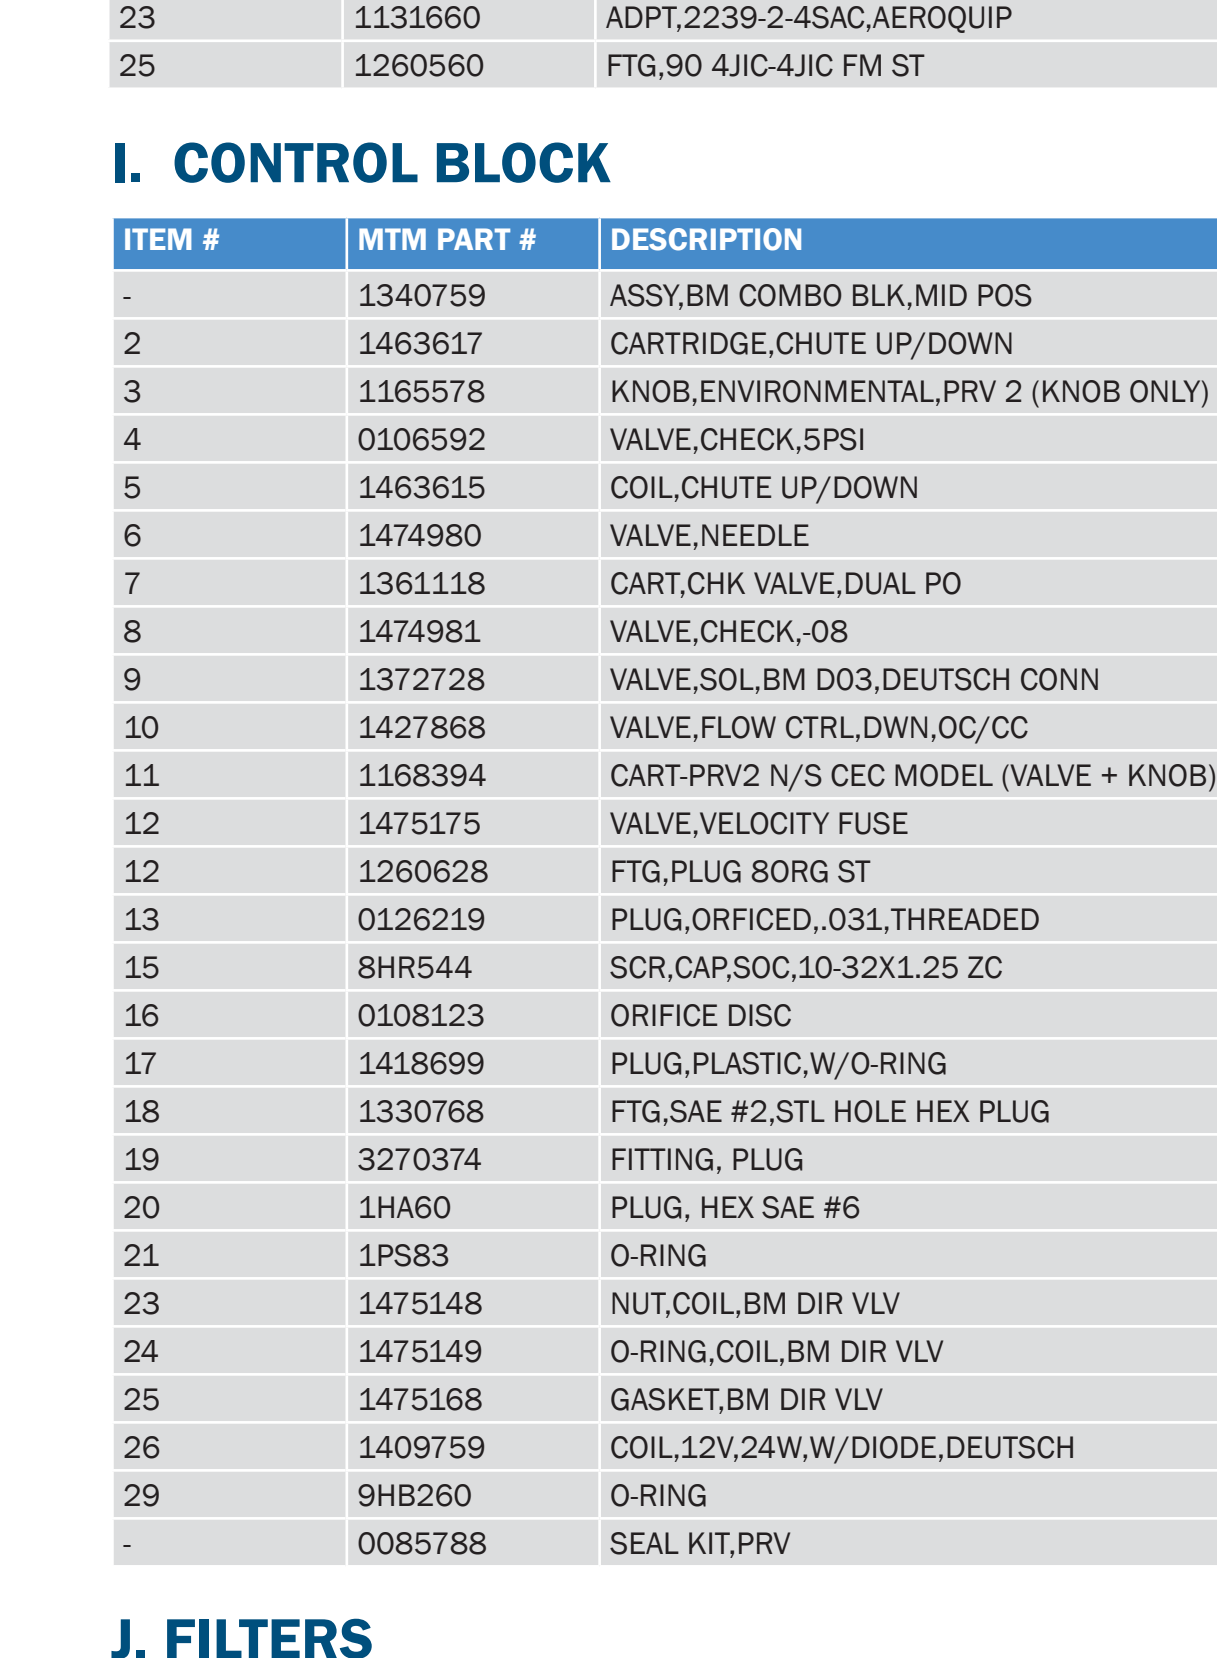 23 1131660 ADPT,2239-2-4SAC,AEROQUIP
25 1260560 FTG,90 4JIC-4JIC FM ST
I. CONTROL BLOCK
ITEM # MTM PART # DESCRIPTION
- 1340759 ASSY,BM COMBO BLK,MID POS
2 1463617 CARTRIDGE,CHUTE UP/DOWN
3 1165578 KNOB,ENVIRONMENTAL,PRV 2 (KNOB ONLY)
4 0106592 VALVE,CHECK,5PSI
5 1463615 COIL,CHUTE UP/DOWN
6 1474980 VALVE,NEEDLE
7 1361118 CART,CHK VALVE,DUAL PO
8 1474981 VALVE,CHECK,-08
9 1372728 VALVE,SOL,BM D03,DEUTSCH CONN
10 1427868 VALVE,FLOW CTRL,DWN,OC/CC
11 1168394 CART-PRV2 N/S CEC MODEL (VALVE + KNOB)
12 1475175 VALVE,VELOCITY FUSE
12 1260628 FTG,PLUG 8ORG ST
13 0126219 PLUG,ORFICED,.031,THREADED
15 8HR544 SCR,CAP,SOC,10-32X1.25 ZC
16 0108123 ORIFICE DISC
17 1418699 PLUG,PLASTIC,W/O-RING
18 1330768 FTG,SAE #2,STL HOLE HEX PLUG
19 3270374 FITTING, PLUG
20 1HA60 PLUG, HEX SAE #6
21 1PS83 O-RING
23 1475148 NUT,COIL,BM DIR VLV
24 1475149 O-RING,COIL,BM DIR VLV
25 1475168 GASKET,BM DIR VLV
26 1409759 COIL,12V,24W,W/DIODE,DEUTSCH
29 9HB260 O-RING
- 0085788 SEAL KIT,PRV
J. FILTERS